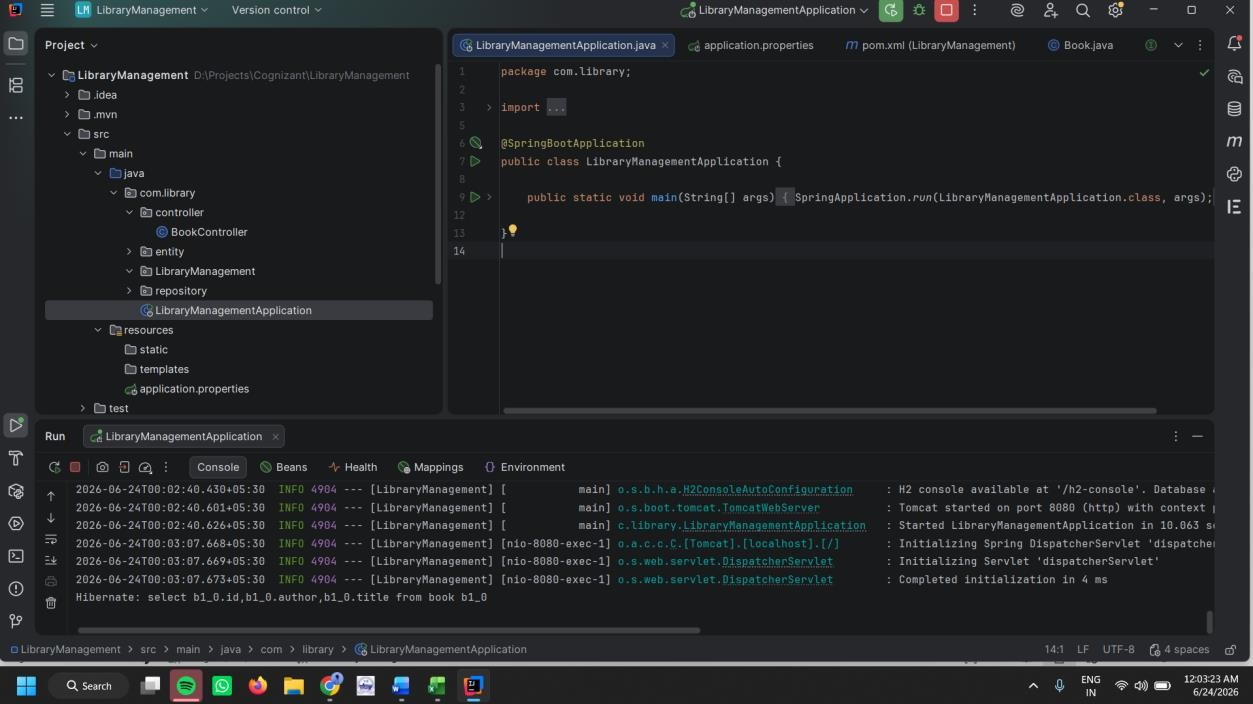 LM LibraryManagement Version control LibraryManagementApplication
Project
LibraryManagement D:\Projects\Cognizant\LibraryManagement
.idea
.mvn
src
main
java
com.library
controller
BookController
entity
LibraryManagement
repository
LibraryManagementApplication
resources
static
templates
application.properties
test
LibraryManagementApplication.java application.properties pom.xml (LibraryManagement) Book.java
1 package com.library;
2
3 import ...
5
6 @SpringBootApplication
7 public class LibraryManagementApplication {
8
9 public static void main(String[] args) { SpringApplication.run(LibraryManagementApplication.class, args);
12
13 }
14
Run LibraryManagementApplication
Console Beans Health Mappings Environment
2026-06-24T00:02:40.430+05:30 INFO 4904 --- [LibraryManagement] [ main] o.s.b.h.a.H2ConsoleAutoConfiguration : H2 console available at '/h2-console'. Database
2026-06-24T00:02:40.601+05:30 INFO 4904 --- [LibraryManagement] [ main] o.s.boot.tomcat.TomcatWebServer : Tomcat started on port 8080 (http) with context
2026-06-24T00:02:40.626+05:30 INFO 4904 --- [LibraryManagement] [ main] c.library.LibraryManagementApplication : Started LibraryManagementApplication in 10.063
2026-06-24T00:03:07.668+05:30 INFO 4904 --- [LibraryManagement] [nio-8080-exec-1] o.a.c.c.C.[Tomcat].[localhost].[/] : Initializing Spring DispatcherServlet 'dispatcher
2026-06-24T00:03:07.669+05:30 INFO 4904 --- [LibraryManagement] [nio-8080-exec-1] o.s.web.servlet.DispatcherServlet : Initializing Servlet 'dispatcherServlet'
2026-06-24T00:03:07.673+05:30 INFO 4904 --- [LibraryManagement] [nio-8080-exec-1] o.s.web.servlet.DispatcherServlet : Completed initialization in 4 ms
Hibernate: select b1_0.id,b1_0.author,b1_0.title from book b1_0
LibraryManagement > src > main > java > com > library > LibraryManagementApplication 14:1 LF UTF-8 4 spaces
Search ENG IN 12:03:23 AM 6/24/2026